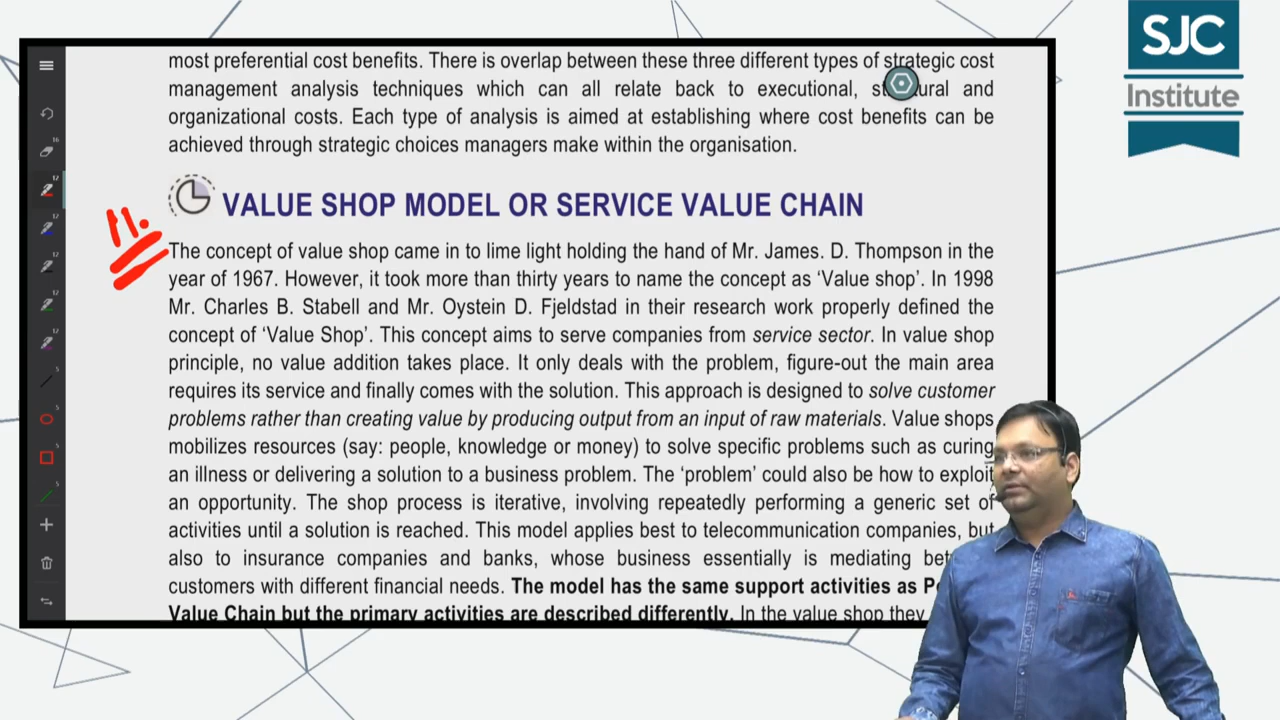 SJC
Institute
most preferential cost benefits. There is overlap between these three different types of strategic cost
management analysis techniques which can all relate back to executional, and
organizational costs. Each type of analysis is aimed at establishing where cost benefits can be
achieved through strategic choices managers make within the organisation.
VALUE SHOP MODEL OR SERVICE VALUE CHAIN
11.
The concept of value shop came in to lime light holding the hand of Mr. James. D. Thompson in the
year of 1967. However, it took more than thirty years to name the concept as ‘Value shop’. In 1998
Mr. Charles B. Stabell and Mr. Oystein D. Fjeldstad in their research work properly defined the
concept of ‘Value Shop’. This concept aims to serve companies from service sector. In value shop
principle, no value addition takes place. It only deals with the problem, figure-out the main area
requires its service and finally comes with the solution. This approach is designed to solve customer
problems rather than creating value by producing output from an input of raw materials. Value shops
mobilizes resources (say: people, knowledge or money) to solve specific problems such as curing
an illness or delivering a solution to a business problem. The ‘problem’ could also be how to exploit
an opportunity. The shop process is iterative, involving repeatedly performing a generic set of
activities until a solution is reached. This model applies best to telecommunication companies, but
also to insurance companies and banks, whose business essentially is mediating
customers with different financial needs. The model has the same support activities as
Value Chain but the primary activities are described differently. In the value shop they